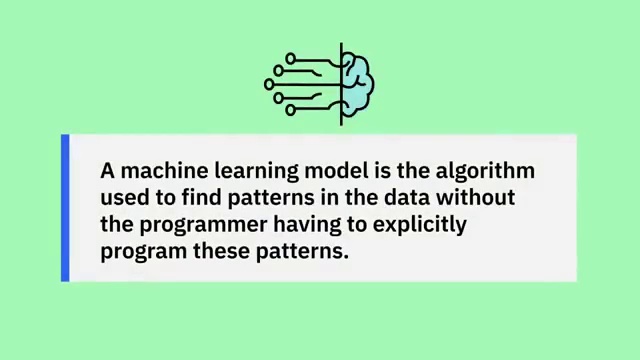 A machine learning model is the algorithm
used to find patterns in the data without
the programmer having to explicitly
program these patterns.